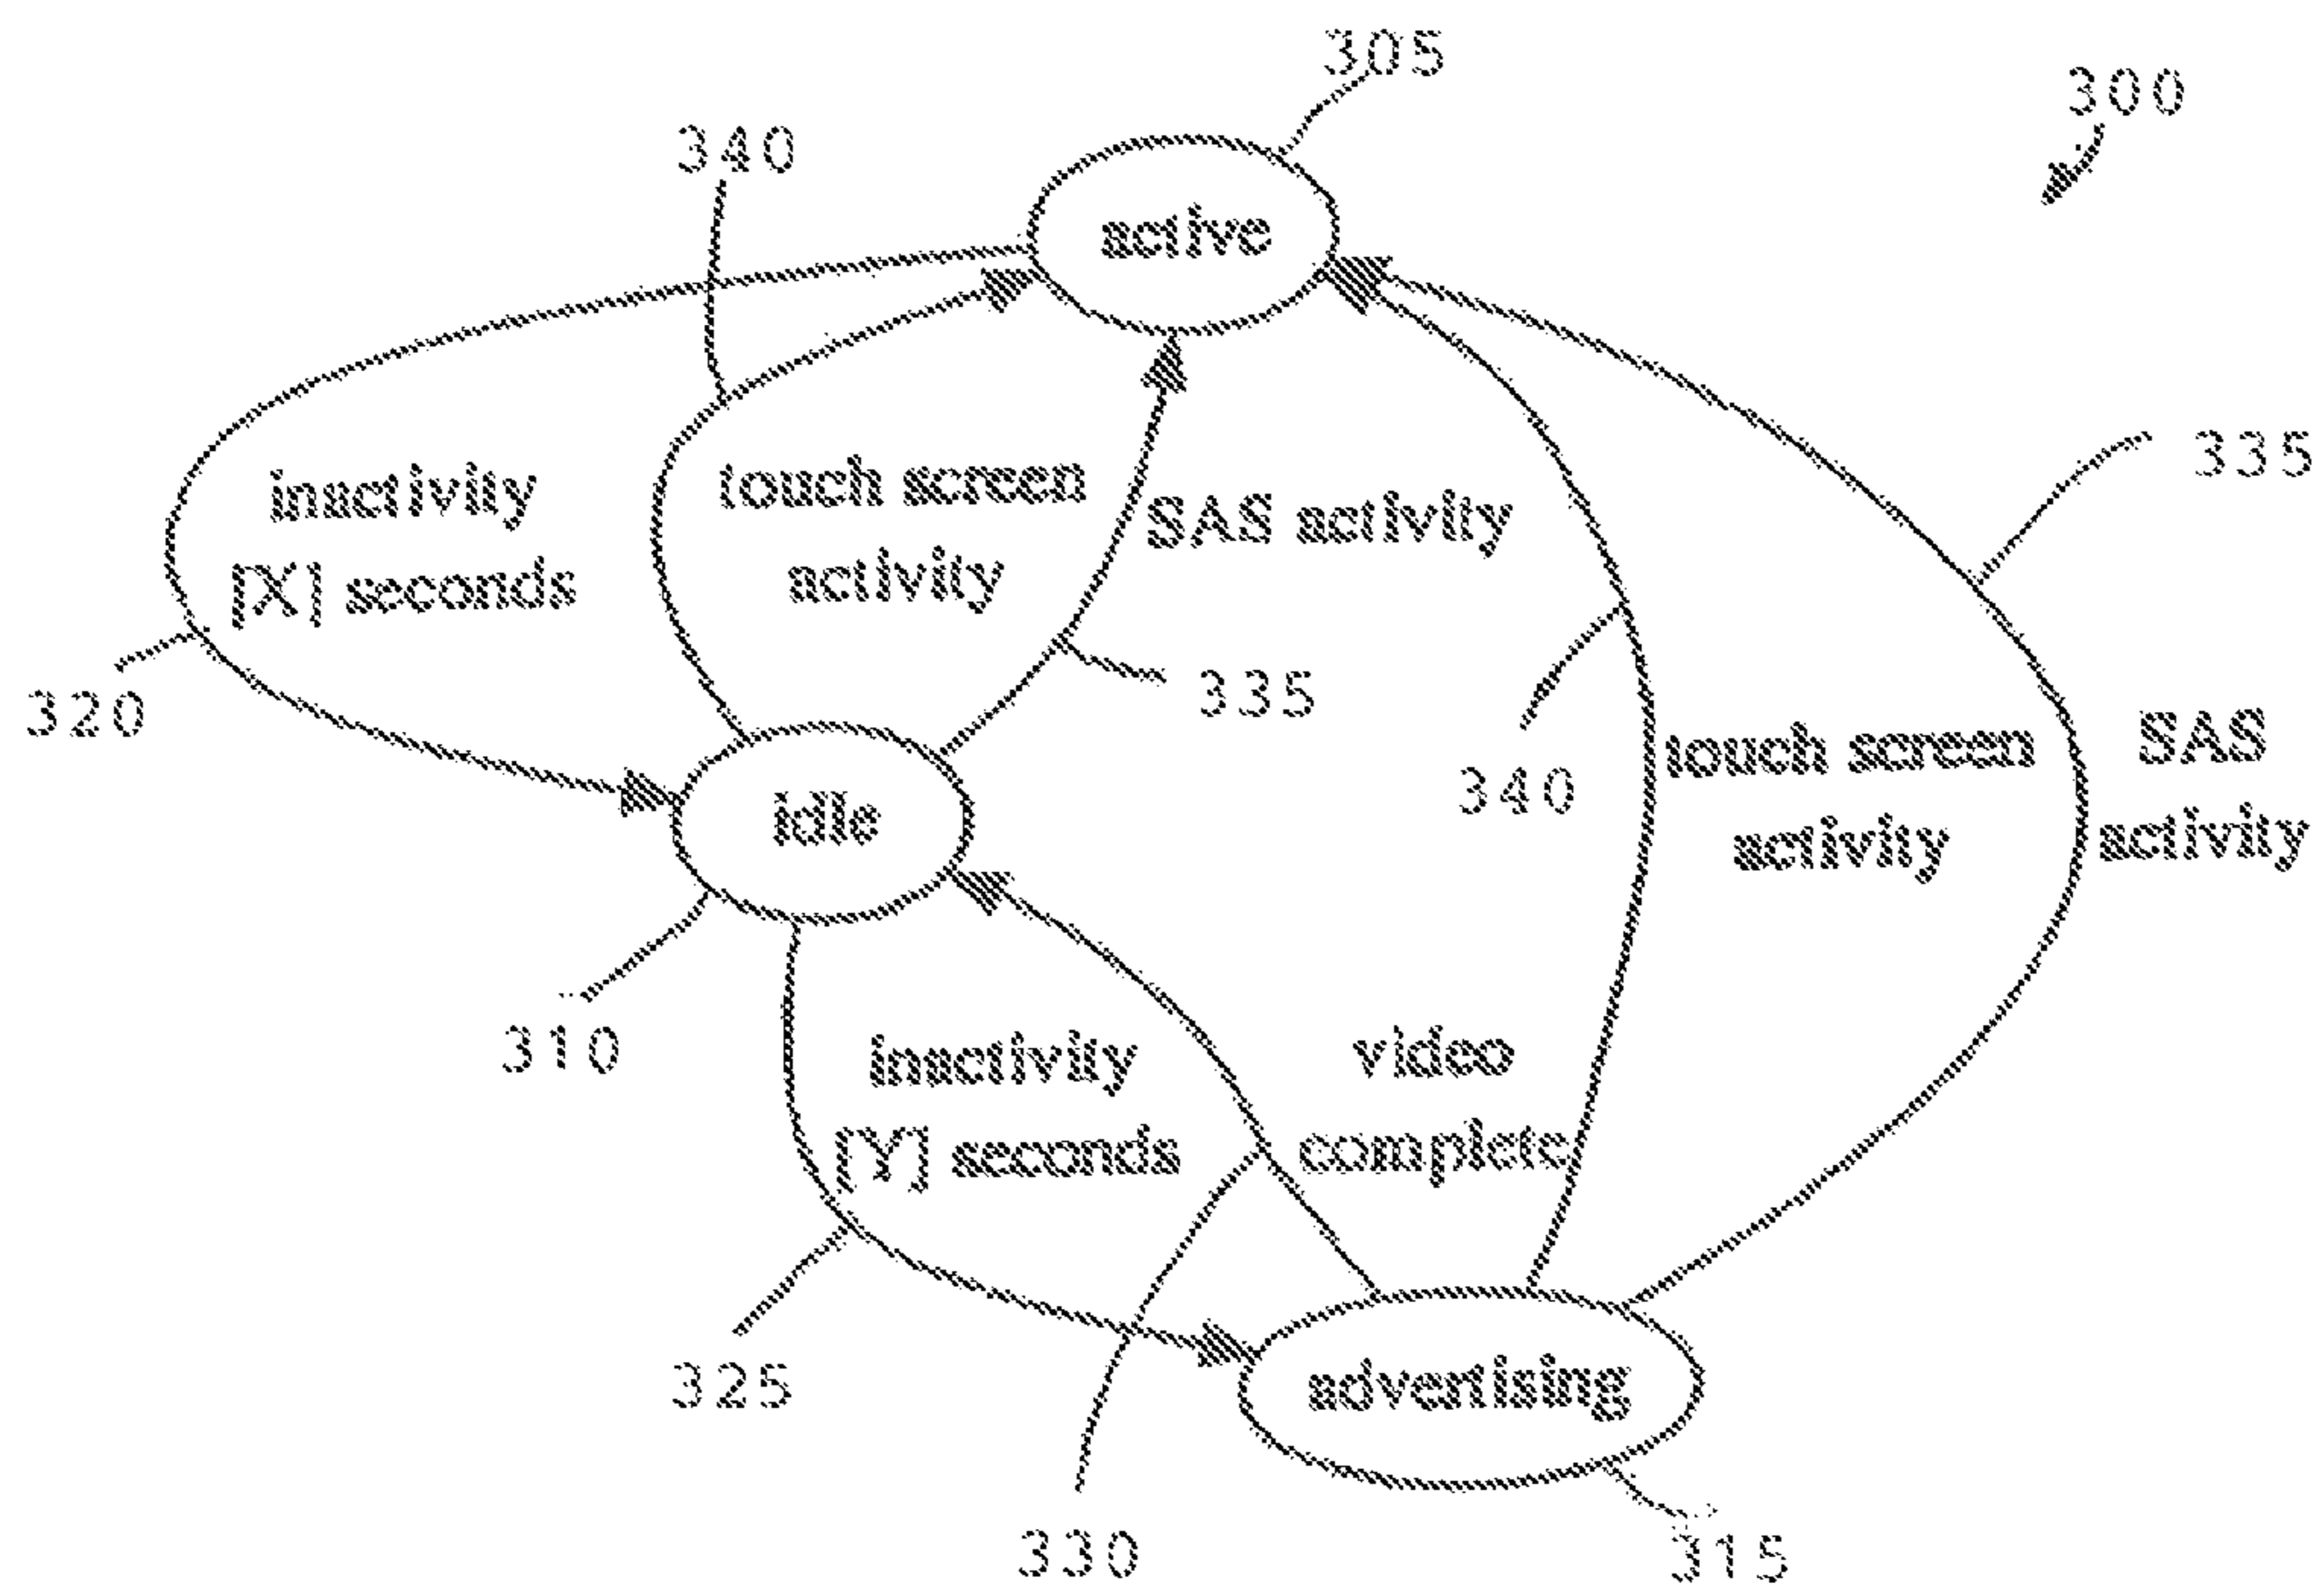 305
300
340
active
335
inactivity
[X] seconds
touch screen
activity
SAS activity
320
335
340
touch screen
activity
SAS
activity
idle
310
inactivity
[Y] seconds
video
complete
325
advertising
330
315